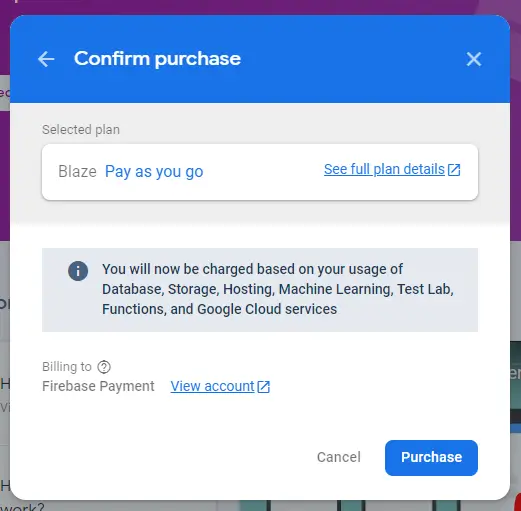 Confirm purchase
Selected plan
Blaze Pay as you go See full plan details
You will now be charged based on your usage of
Database, Storage, Hosting, Machine Learning, Test Lab,
Functions, and Google Cloud services
Billing to
Firebase Payment View account
Cancel Purchase
work?